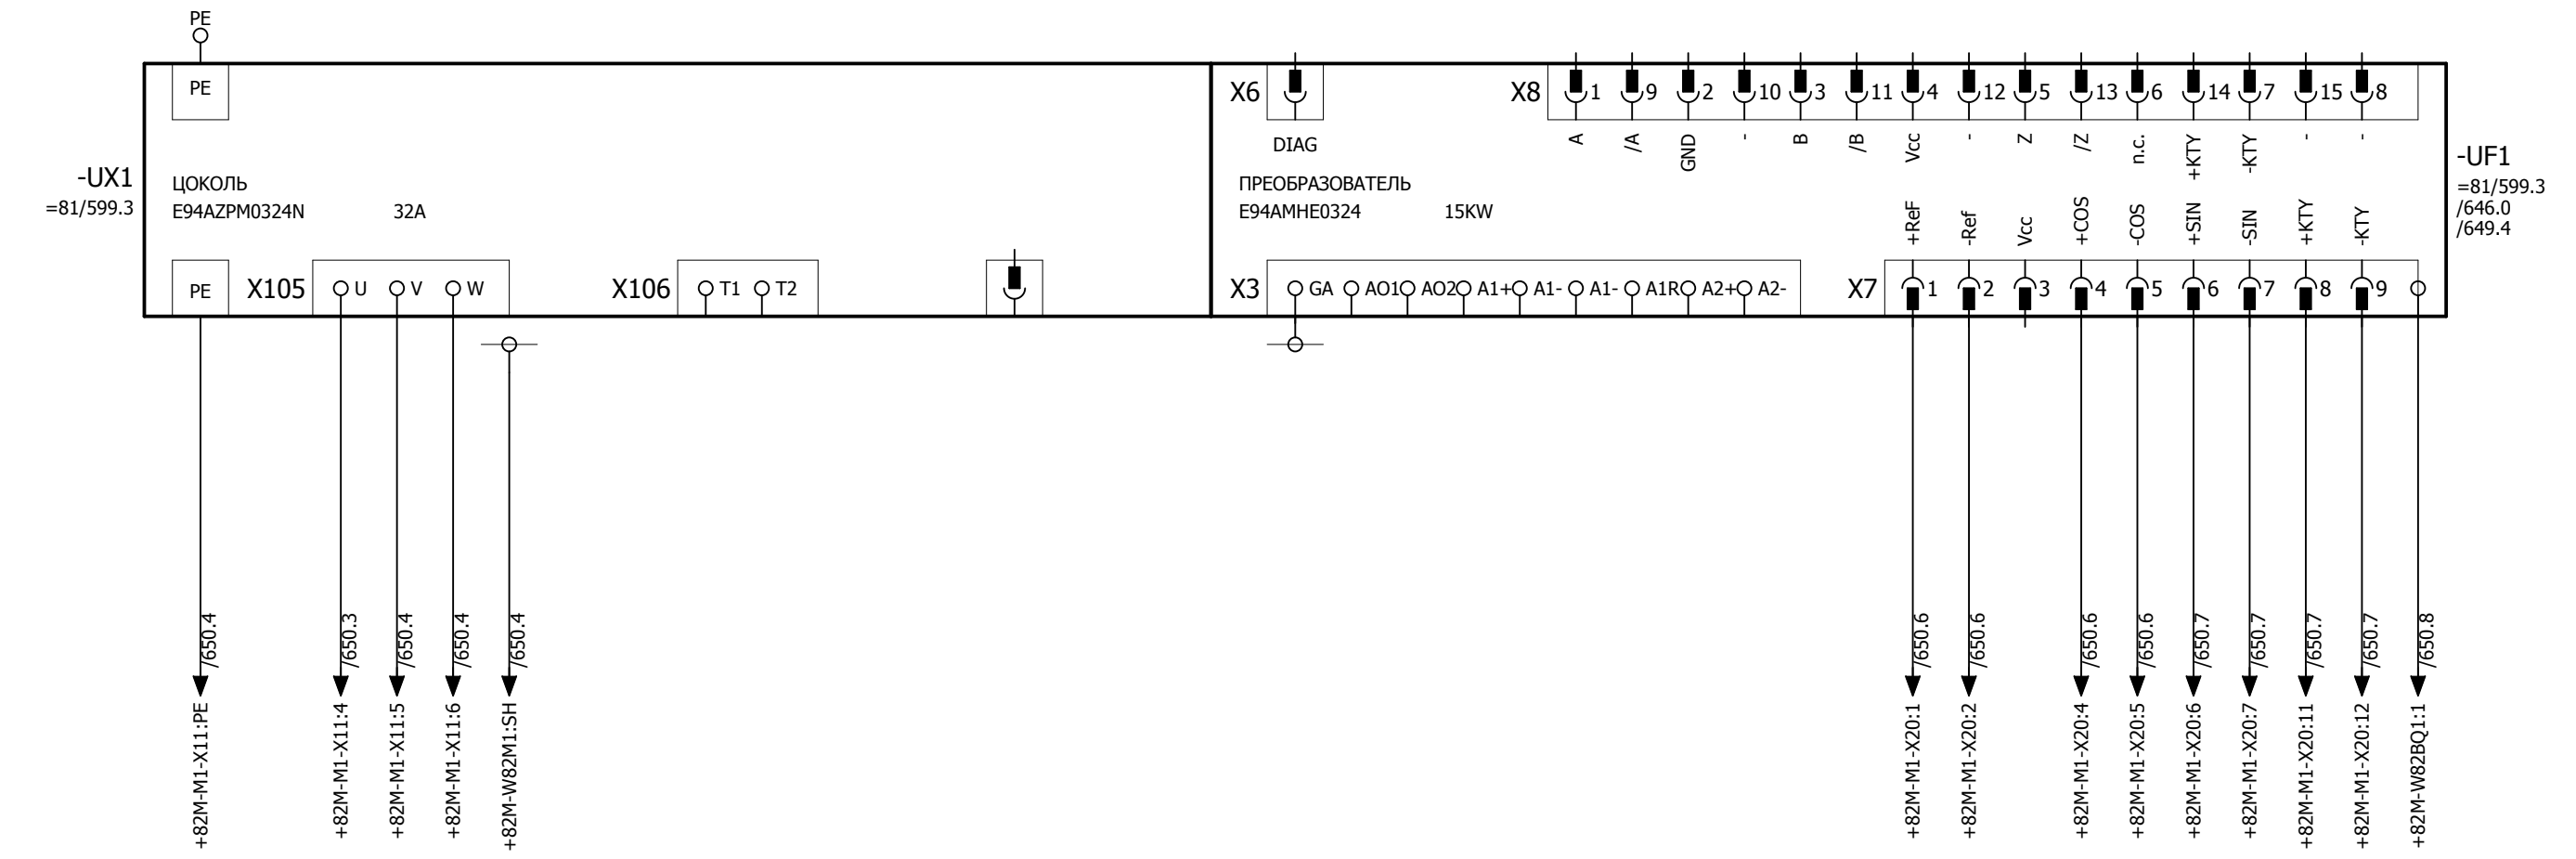 PE
PE
X6
X8
1
9
2
10
3
11
4
12
5
13
6
14
7
15
8
DIAG
A
/A
GND
-
B
/B
Vcc
-
Z
/Z
n.c.
+KTY
-KTY
-
-
-UX1
=81/599.3
ЦОКОЛЬ
E94AZPM0324N 32A
ПРЕОБРАЗОВАТЕЛЬ
E94AMHE0324 15KW
-UF1
=81/599.3
/646.0
/649.4
+ReF
-Ref
Vcc
+COS
-COS
+SIN
-SIN
+KTY
-KTY
PE
X105
U
V
W
X106
T1
T2
X3
GA
AO1
AO2
A1+
A1-
A1-
A1R
A2+
A2-
X7
1
2
3
4
5
6
7
8
9
/650.4
/650.3
/650.4
/650.4
/650.4
/650.6
/650.6
/650.6
/650.6
/650.7
/650.7
/650.7
/650.7
/650.8
+82M-M1-X11:PE
+82M-M1-X11:4
+82M-M1-X11:5
+82M-M1-X11:6
+82M-W82M1:SH
+82M-M1-X20:1
+82M-M1-X20:2
+82M-M1-X20:4
+82M-M1-X20:5
+82M-M1-X20:6
+82M-M1-X20:7
+82M-M1-X20:11
+82M-M1-X20:12
+82M-W82BQ1:1